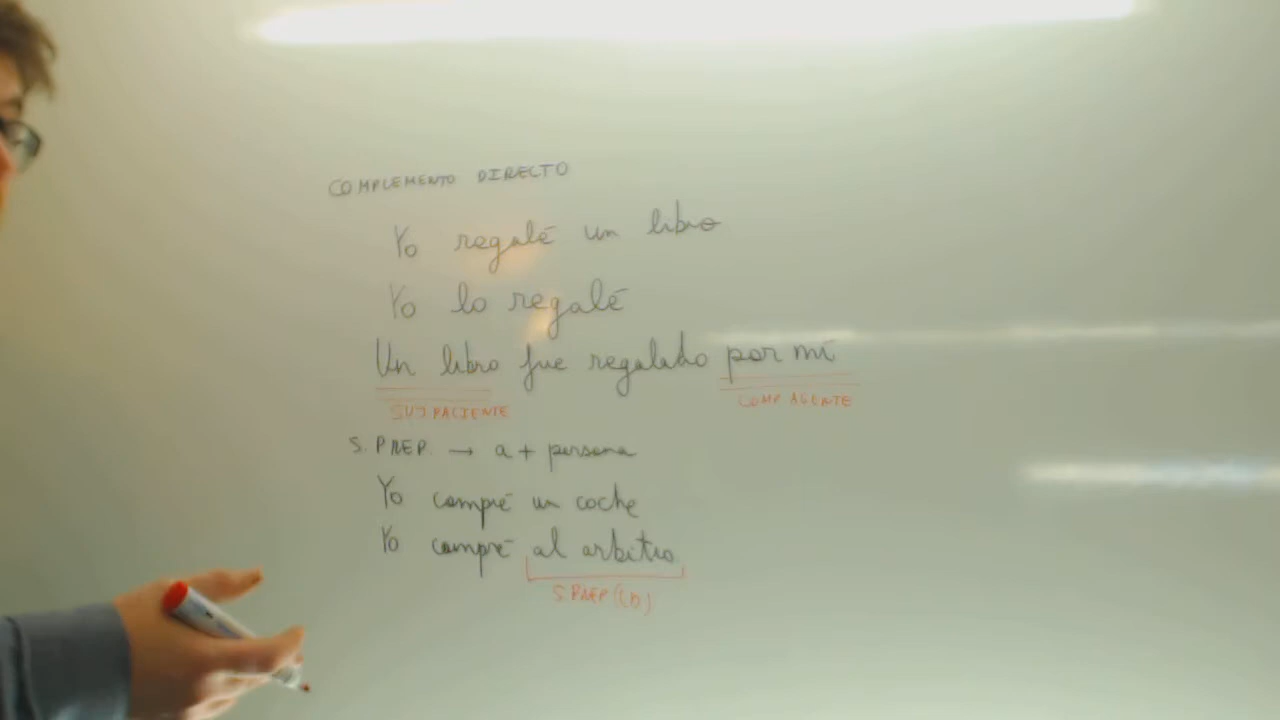 COMPLEMENTO DIRECTO
Yo regalé un libro
Yo lo regalé
Un libro fue regalado por mí
SUJ PACIENTE COMP AGENTE
S. PREP. → a + persona
Yo compré un coche
Yo compré al arbitro
S. PREP (CD)